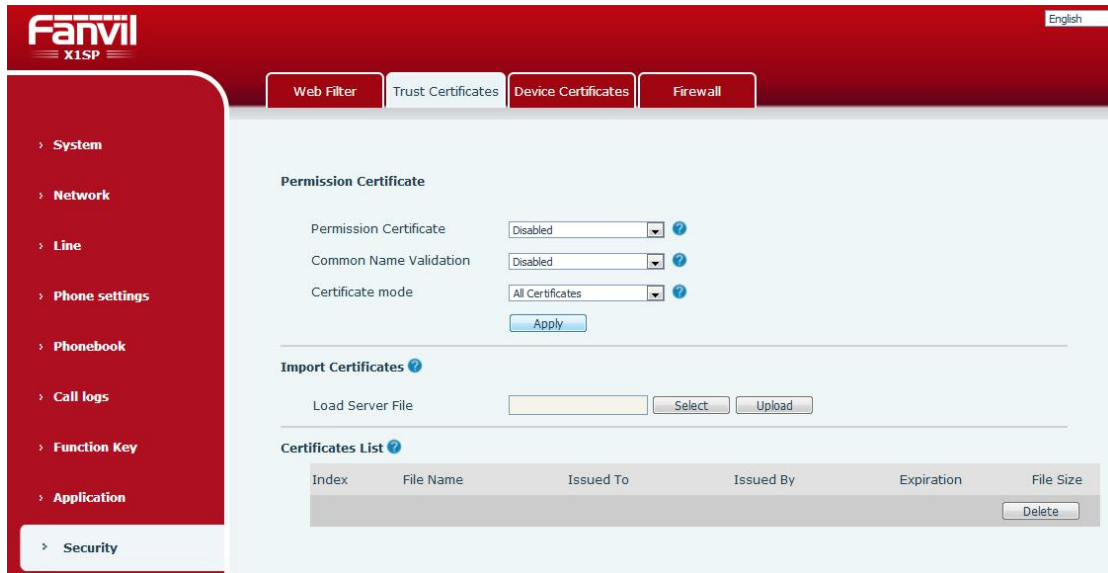 English
Fanvil
X1SP
Web Filter Trust Certificates Device Certificates Firewall
› System
› Network
› Line
› Phone settings
› Phonebook
› Call logs
› Function Key
› Application
› Security
Permission Certificate
Permission Certificate Disabled ?
Common Name Validation Disabled ?
Certificate mode All Certificates ?
Apply
Import Certificates ?
Load Server File Select Upload
Certificates List ?
Index File Name Issued To Issued By Expiration File Size
Delete